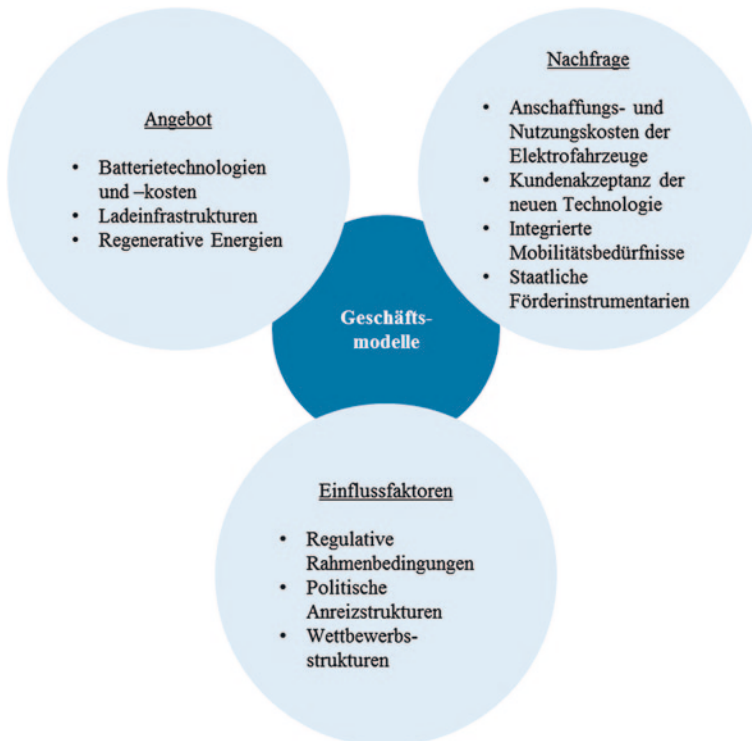 Angebot
• Batterietechnologien
und –kosten
• Ladeinfrastrukturen
• Regenerative Energien
Nachfrage
• Anschaffungs- und
Nutzungskosten der
Elektrofahrzeuge
• Kundenakzeptanz der
neuen Technologie
• Integrierte
Mobilitätsbedürfnisse
• Staatliche
Förderinstrumentarien
Geschäfts-
modelle
Einflussfaktoren
• Regulative
Rahmenbedingungen
• Politische
Anreizstrukturen
• Wettbewerbs-
strukturen